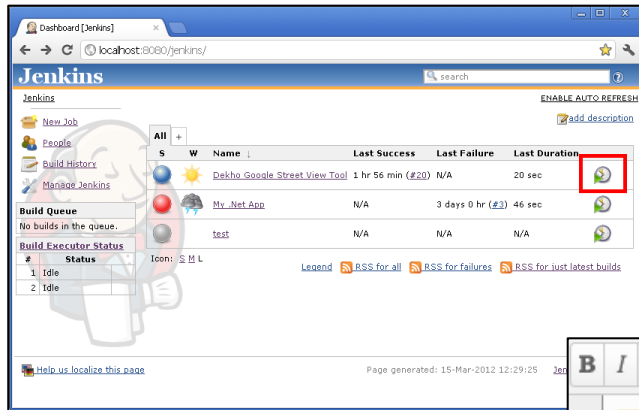 Dashboard [Jenkins]
localhost:8080/jenkins/
Jenkins
search
Jenkins
ENABLE AUTO REFRESH
New Job
add description
People
Build History
Manage Jenkins
All +
S W Name ↓ Last Success Last Failure Last Duration
Dekho Google Street View Tool 1 hr 56 min (#20) N/A 20 sec
My .Net App N/A 3 days 0 hr (#3) 46 sec
test N/A N/A N/A
Build Queue
No builds in the queue.
Build Executor Status
# Status
1 Idle
2 Idle
Icon: S M L
Legend RSS for all RSS for failures RSS for just latest builds
Help us localize this page
Page generated: 15-Mar-2012 12:29:25
B I